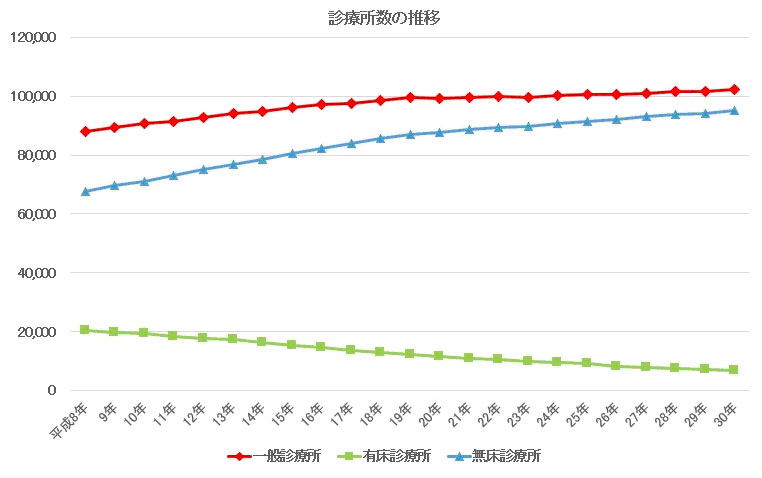 診療所数の推移
120,000
100,000
80,000
60,000
40,000
20,000
0
平成8年 9年 10年 11年 12年 13年 14年 15年 16年 17年 18年 19年 20年 21年 22年 23年 24年 25年 26年 27年 28年 29年 30年
一般診療所 有床診療所 無床診療所